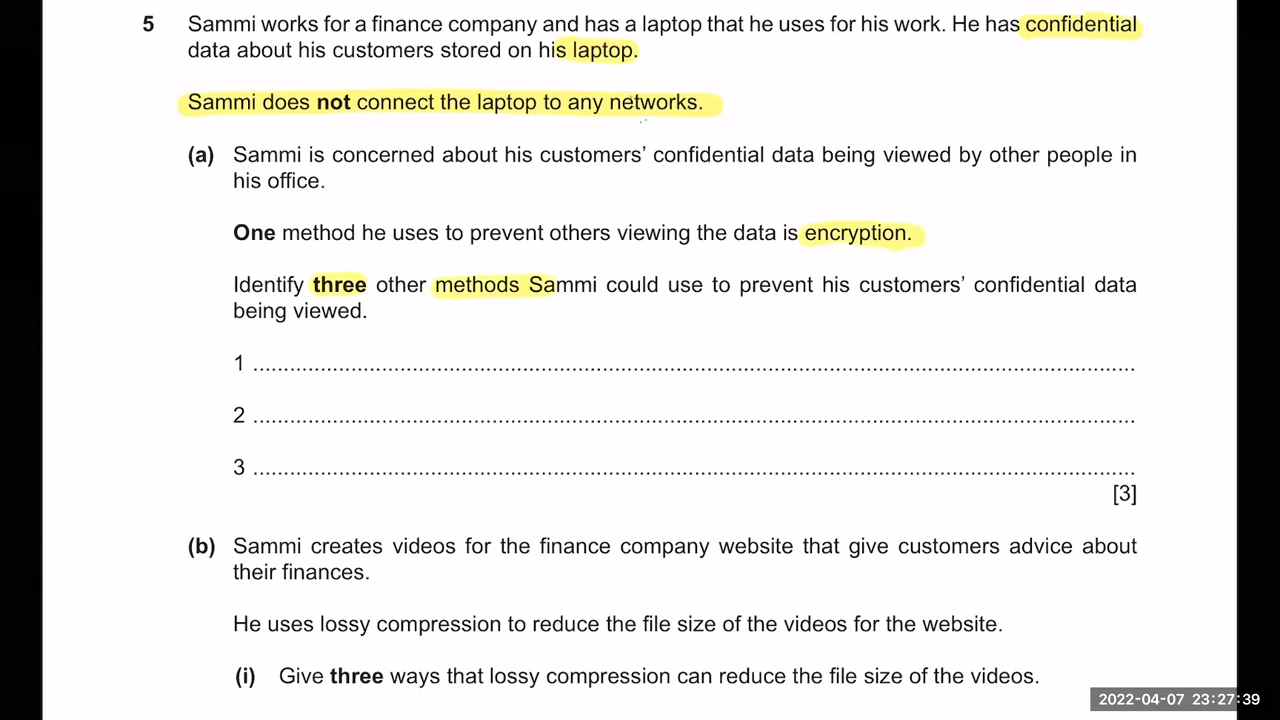 5 Sammi works for a finance company and has a laptop that he uses for his work. He has confidential
data about his customers stored on his laptop.
Sammi does not connect the laptop to any networks.
(a) Sammi is concerned about his customers’ confidential data being viewed by other people in
his office.
One method he uses to prevent others viewing the data is encryption.
Identify three other methods Sammi could use to prevent his customers’ confidential data
being viewed.
1 ..........................................................................................
2 ..........................................................................................
3 ..........................................................................................
[3]
(b) Sammi creates videos for the finance company website that give customers advice about
their finances.
He uses lossy compression to reduce the file size of the videos for the website.
(i) Give three ways that lossy compression can reduce the file size of the videos.
2022-04-07 23:27:39